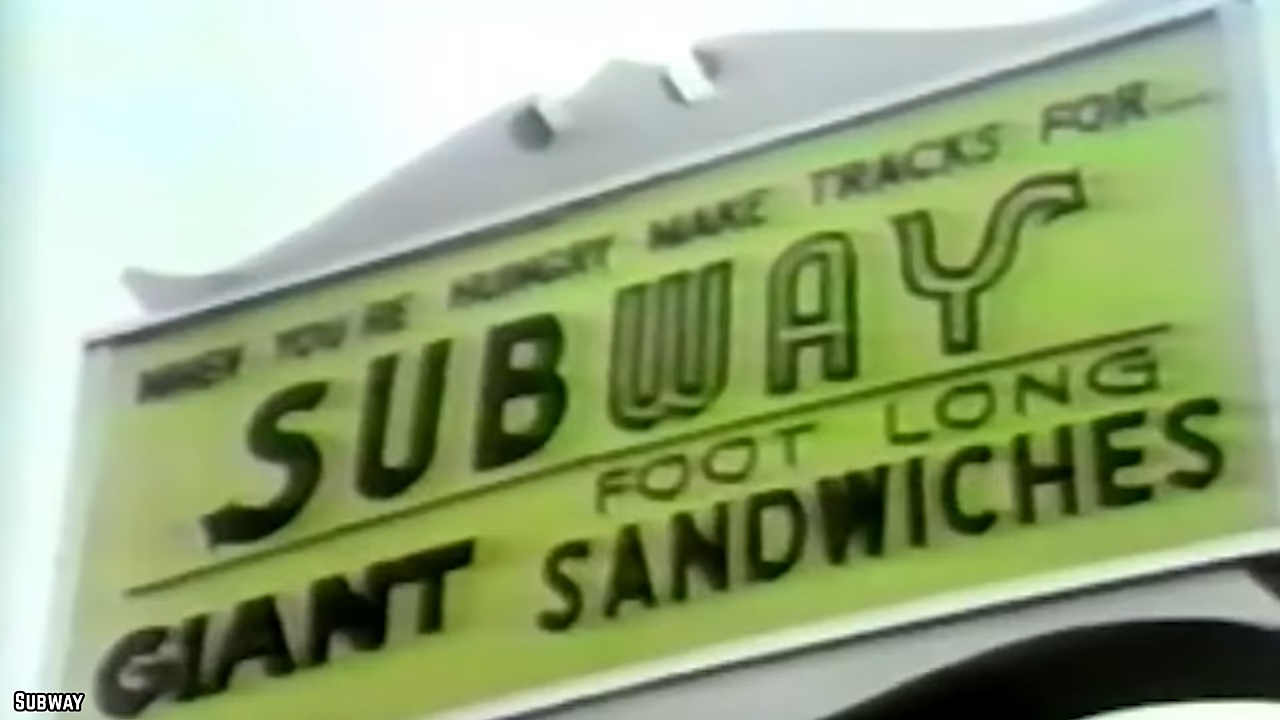 WHEN YOU'RE HUNGRY MAKE TRACKS FOR...
SUBWAY
FOOT LONG
GIANT SANDWICHES
SUBWAY